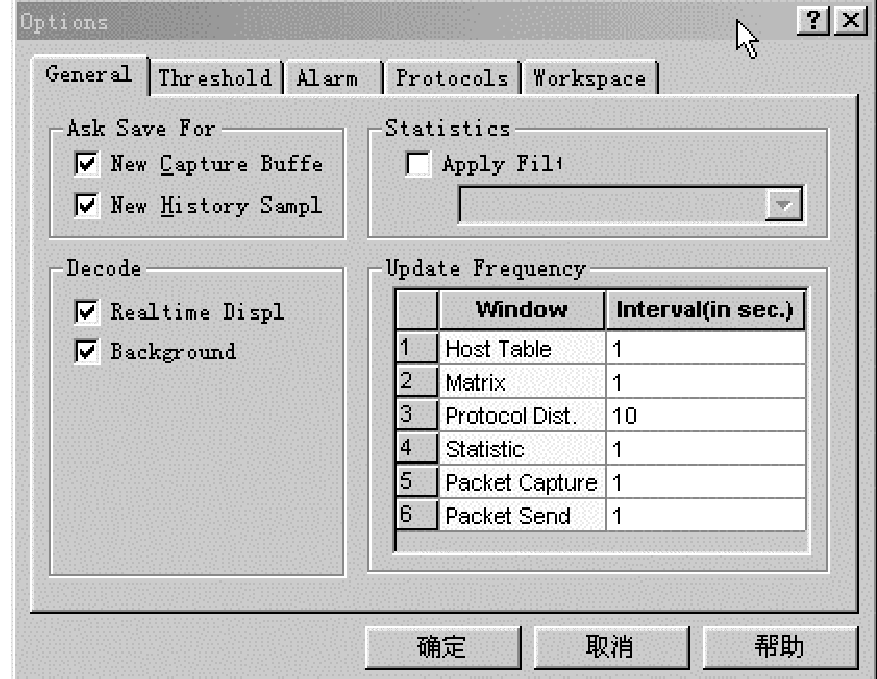 Options
General Threshold Alarm Protocols Workspace
Ask Save For
New Capture Buffe
New History Sampl
Statistics
Apply Filt
Decode
Realtime Displ
Background
Update Frequency
Window Interval(in sec.)
1 Host Table 1
2 Matrix 1
3 Protocol Dist. 10
4 Statistic 1
5 Packet Capture 1
6 Packet Send 1
确定 取消 帮助